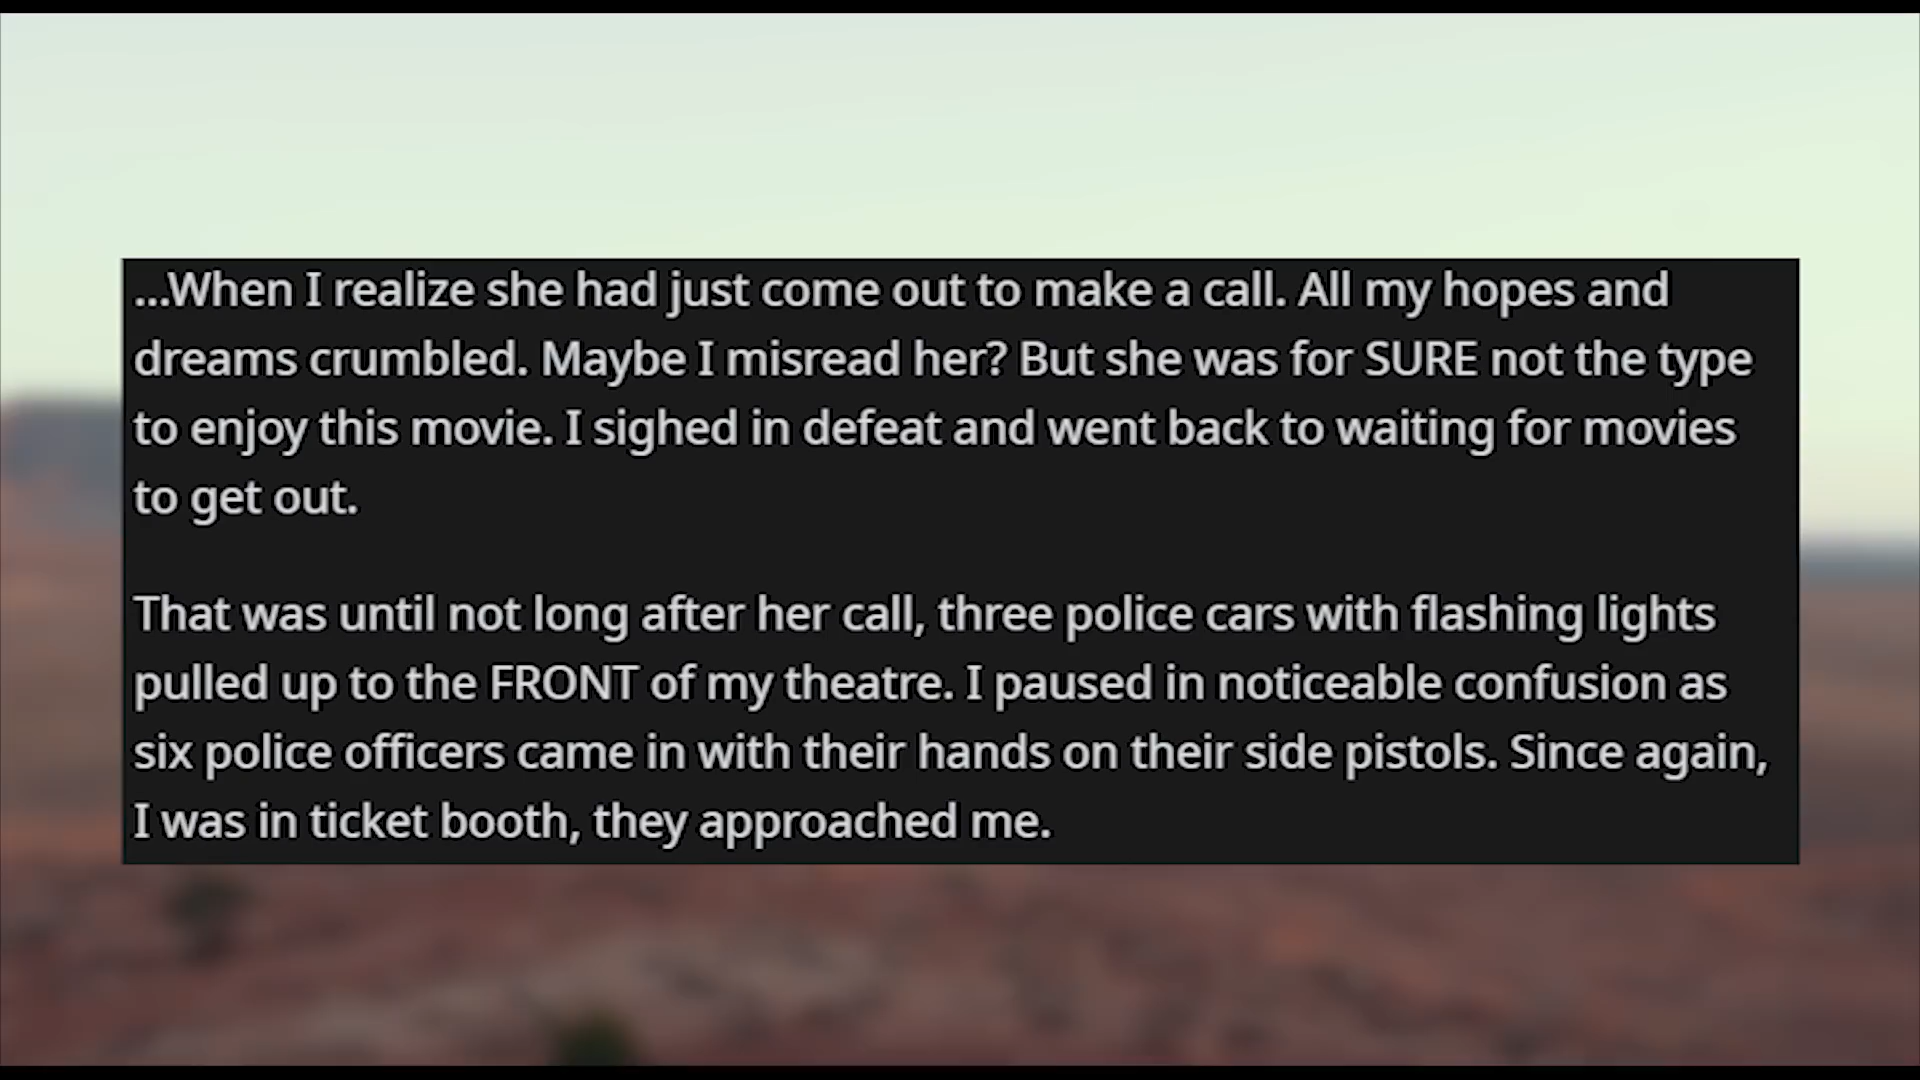 ...When I realize she had just come out to make a call. All my hopes and
dreams crumbled. Maybe I misread her? But she was for SURE not the type
to enjoy this movie. I sighed in defeat and went back to waiting for movies
to get out.
That was until not long after her call, three police cars with flashing lights
pulled up to the FRONT of my theatre. I paused in noticeable confusion as
six police officers came in with their hands on their side pistols. Since again,
I was in ticket booth, they approached me.